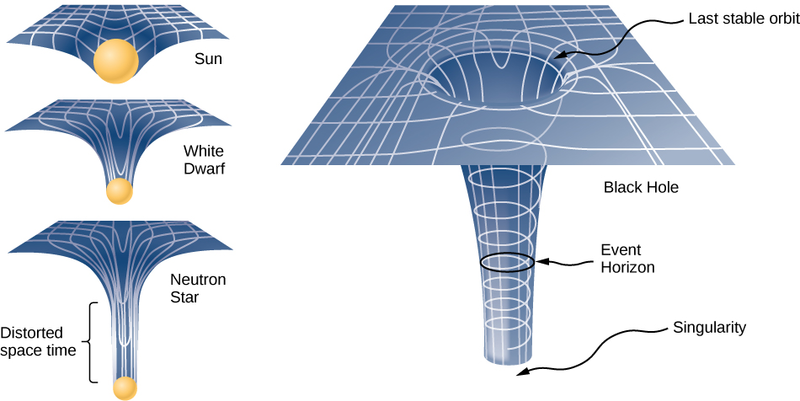 Sun
White
Dwarf
Neutron
Star
Distorted
space time
Last stable orbit
Black Hole
Event
Horizon
Singularity